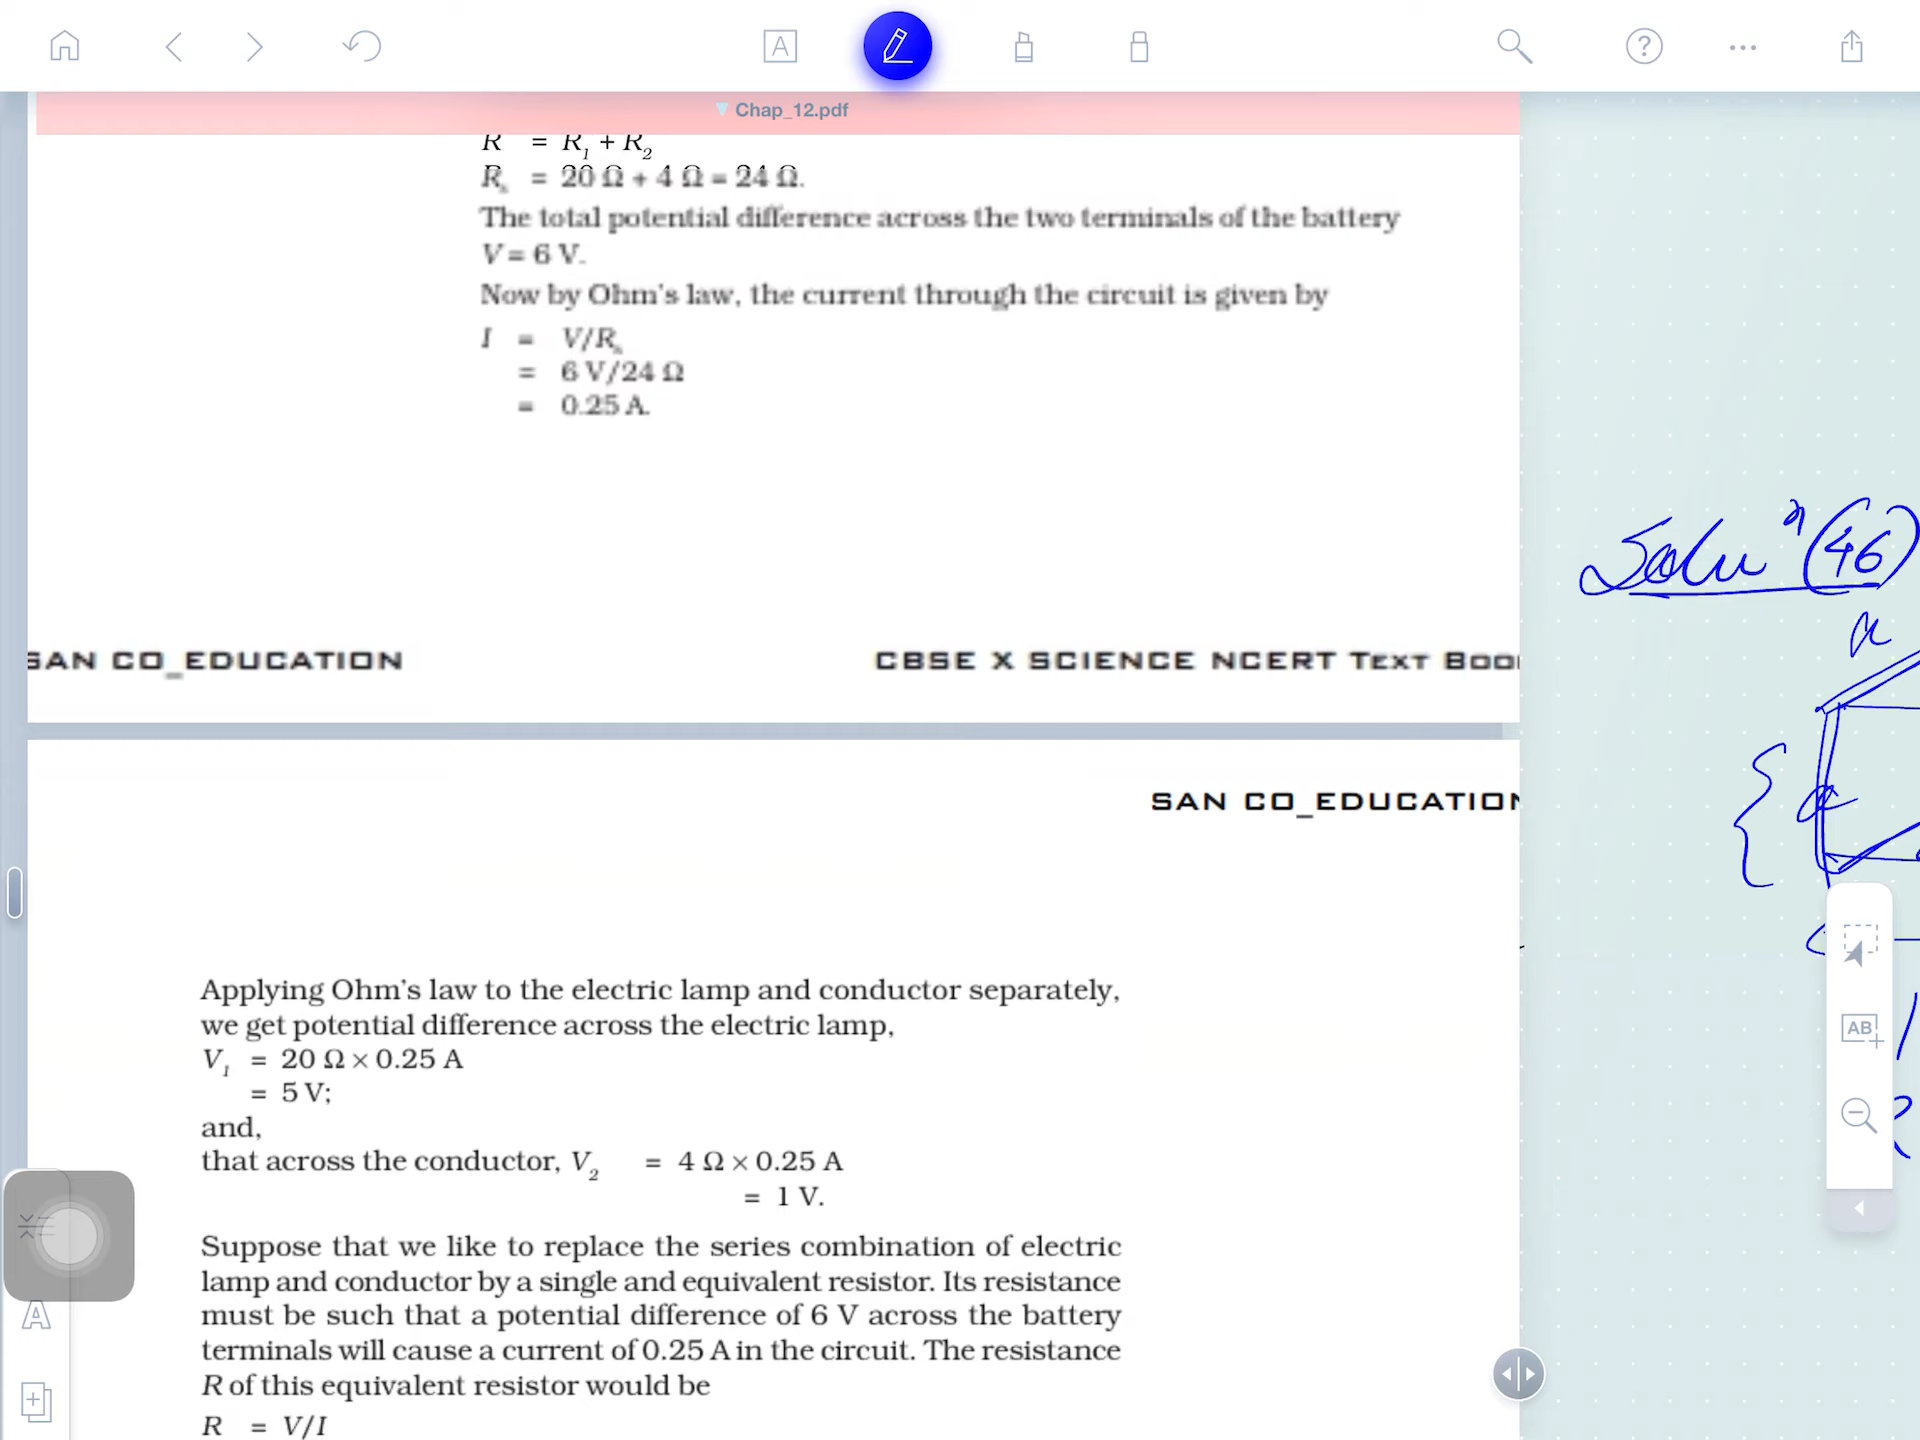 Chap_12.pdf
R = R1 + R2
Rs = 20 Ω + 4 Ω = 24 Ω.
The total potential difference across the two terminals of the battery
V = 6 V.
Now by Ohm's law, the current through the circuit is given by
I = V/Rs
= 6 V/24 Ω
= 0.25 A.
Soluⁿ (46)
a
SAN CO_EDUCATION
CBSE X SCIENCE NCERT TEXT BOO
a
SAN CO_EDUCATION
Applying Ohm's law to the electric lamp and conductor separately,
we get potential difference across the electric lamp,
V1 = 20 Ω × 0.25 A
= 5 V;
and,
that across the conductor, V2 = 4 Ω × 0.25 A
= 1 V.
Suppose that we like to replace the series combination of electric
lamp and conductor by a single and equivalent resistor. Its resistance
must be such that a potential difference of 6 V across the battery
terminals will cause a current of 0.25 A in the circuit. The resistance
R of this equivalent resistor would be
R = V/I
A
AB
A